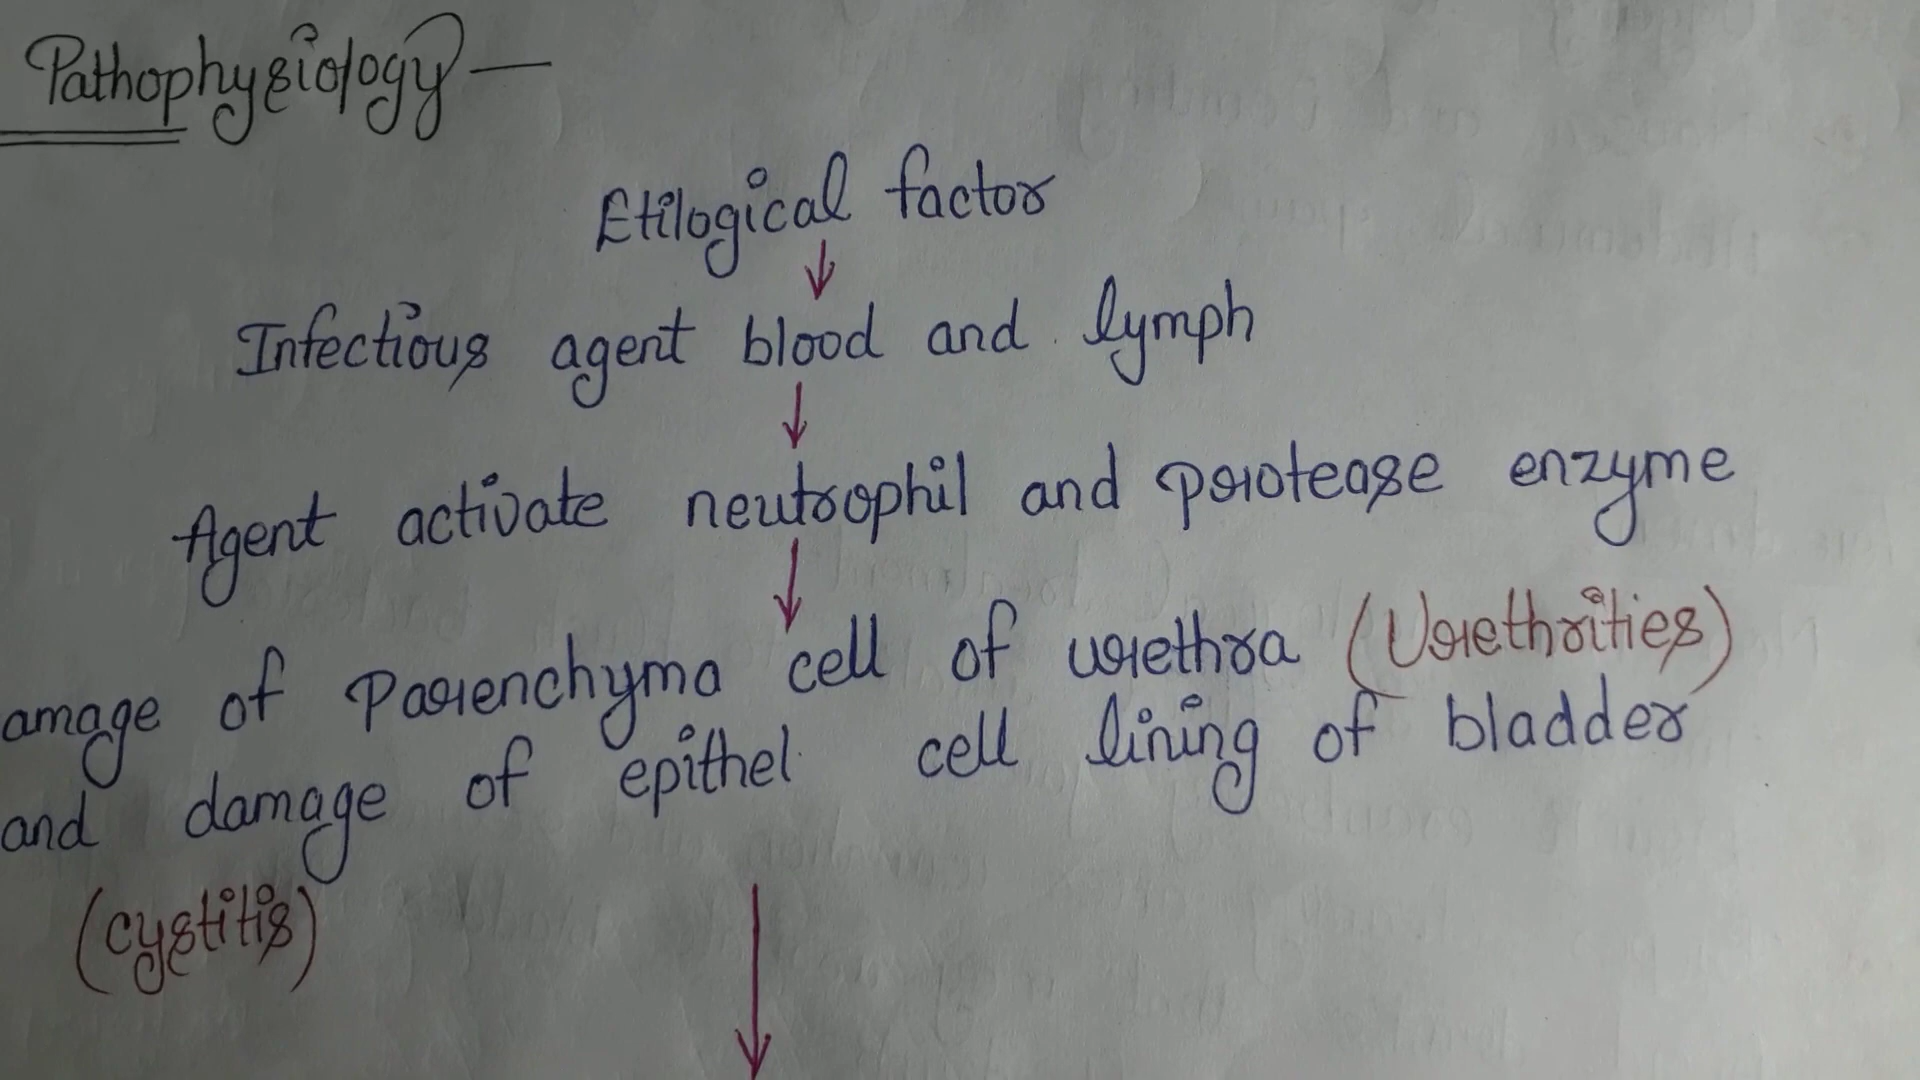 Pathophysiology —
Etilogical factor
↓
Infectious agent blood and lymph
↓
Agent activate neutrophil and protease enzyme
↓
amage of Parenchyma cell of urethra (Urethrities)
and damage of epithel cell lining of bladder
(cystitis)
↓